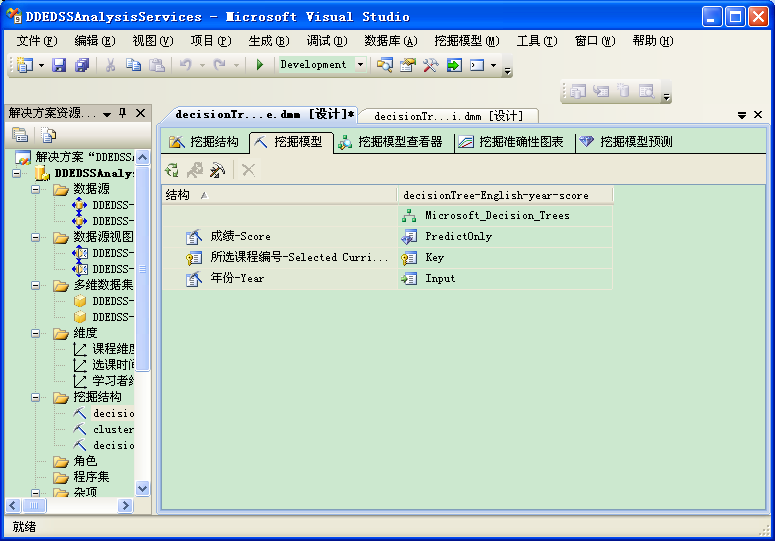 DDEDSSAnalysisServices - Microsoft Visual Studio
文件(F) 编辑(E) 视图(V) 项目(P) 生成(B) 调试(D) 数据库(A) 挖掘模型(M) 工具(T) 窗口(W) 帮助(H)
Development
解决方案资源...
decisionTr...e.dmm [设计]*
decisionTr...i.dmm [设计]
挖掘结构 挖掘模型 挖掘模型查看器 挖掘准确性图表 挖掘模型预测
解决方案“DDEDSSA
DDEDSSAnaly
数据源
DDEDSS-
DDEDSS-
数据源视图
DDEDSS-
DDEDSS-
多维数据集
DDEDSS-
DDEDSS-
维度
课程维度
选课时间
学习者维
挖掘结构
decisio
cluster
decisio
角色
程序集
杂项
结构 decisionTree-English-year-score
Microsoft_Decision_Trees
成绩-Score PredictOnly
所选课程编号-Selected Curri... Key
年份-Year Input
就绪